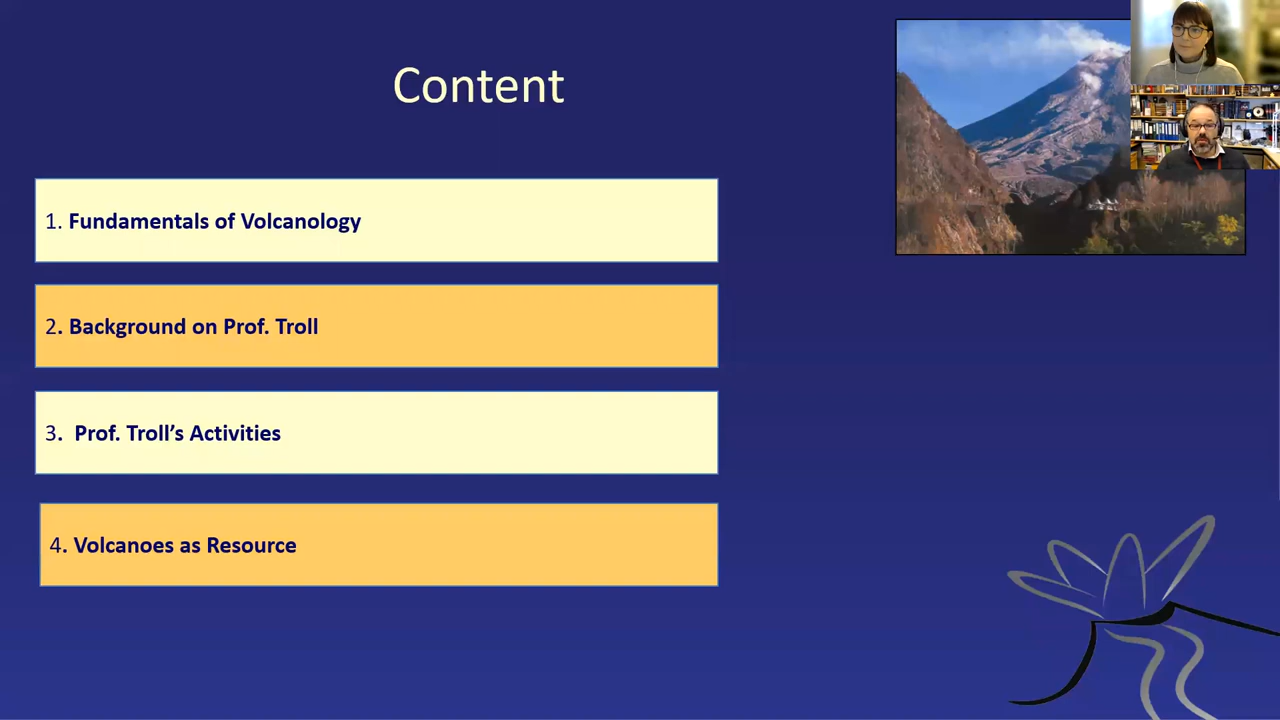 Content
1. Fundamentals of Volcanology
2. Background on Prof. Troll
3.  Prof. Troll’s Activities
4. Volcanoes as Resource